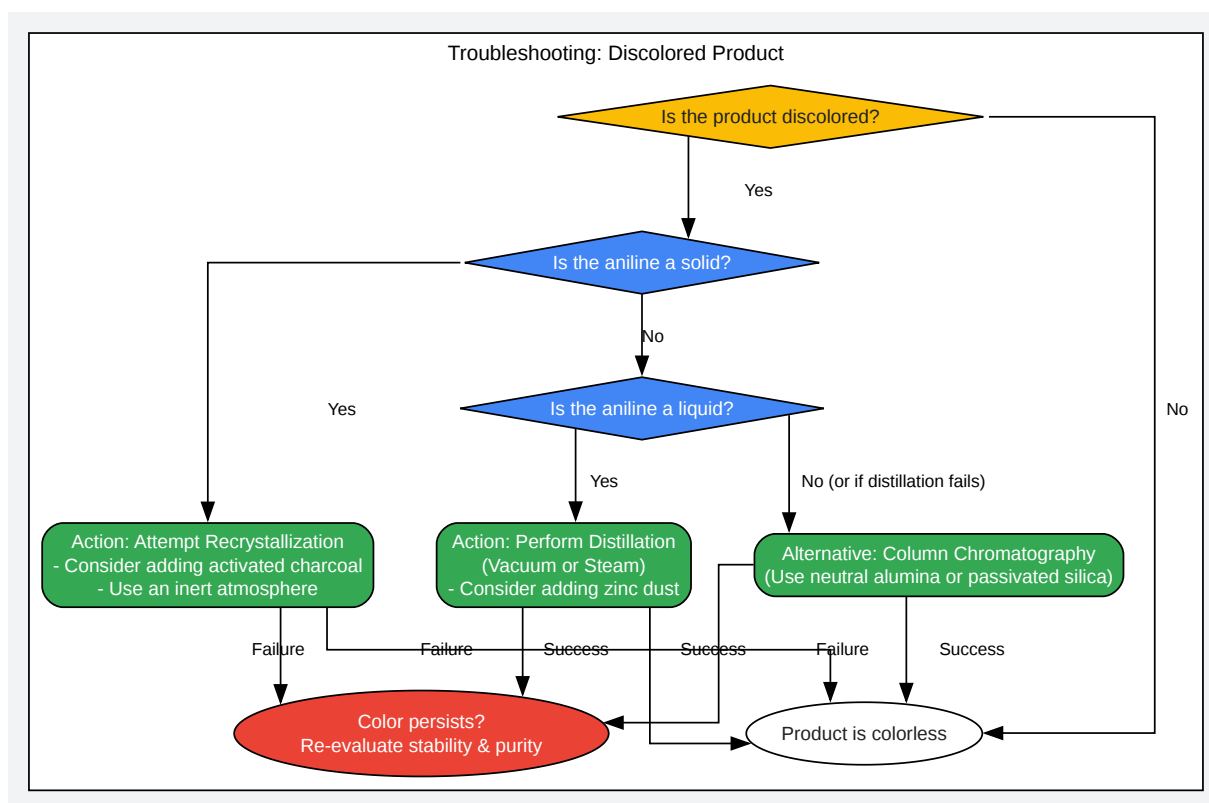 Troubleshooting: Discolored Product
Is the product discolored?
Yes
Is the aniline a solid?
No
Is the aniline a liquid?
Yes
No
Yes
No (or if distillation fails)
Action: Attempt Recrystallization
- Consider adding activated charcoal
- Use an inert atmosphere
Action: Perform Distillation
(Vacuum or Steam)
- Consider adding zinc dust
Alternative: Column Chromatography
(Use neutral alumina or passivated silica)
Failure
Failure
Success
Success
Failure
Success
Color persists?
Re-evaluate stability & purity
Product is colorless